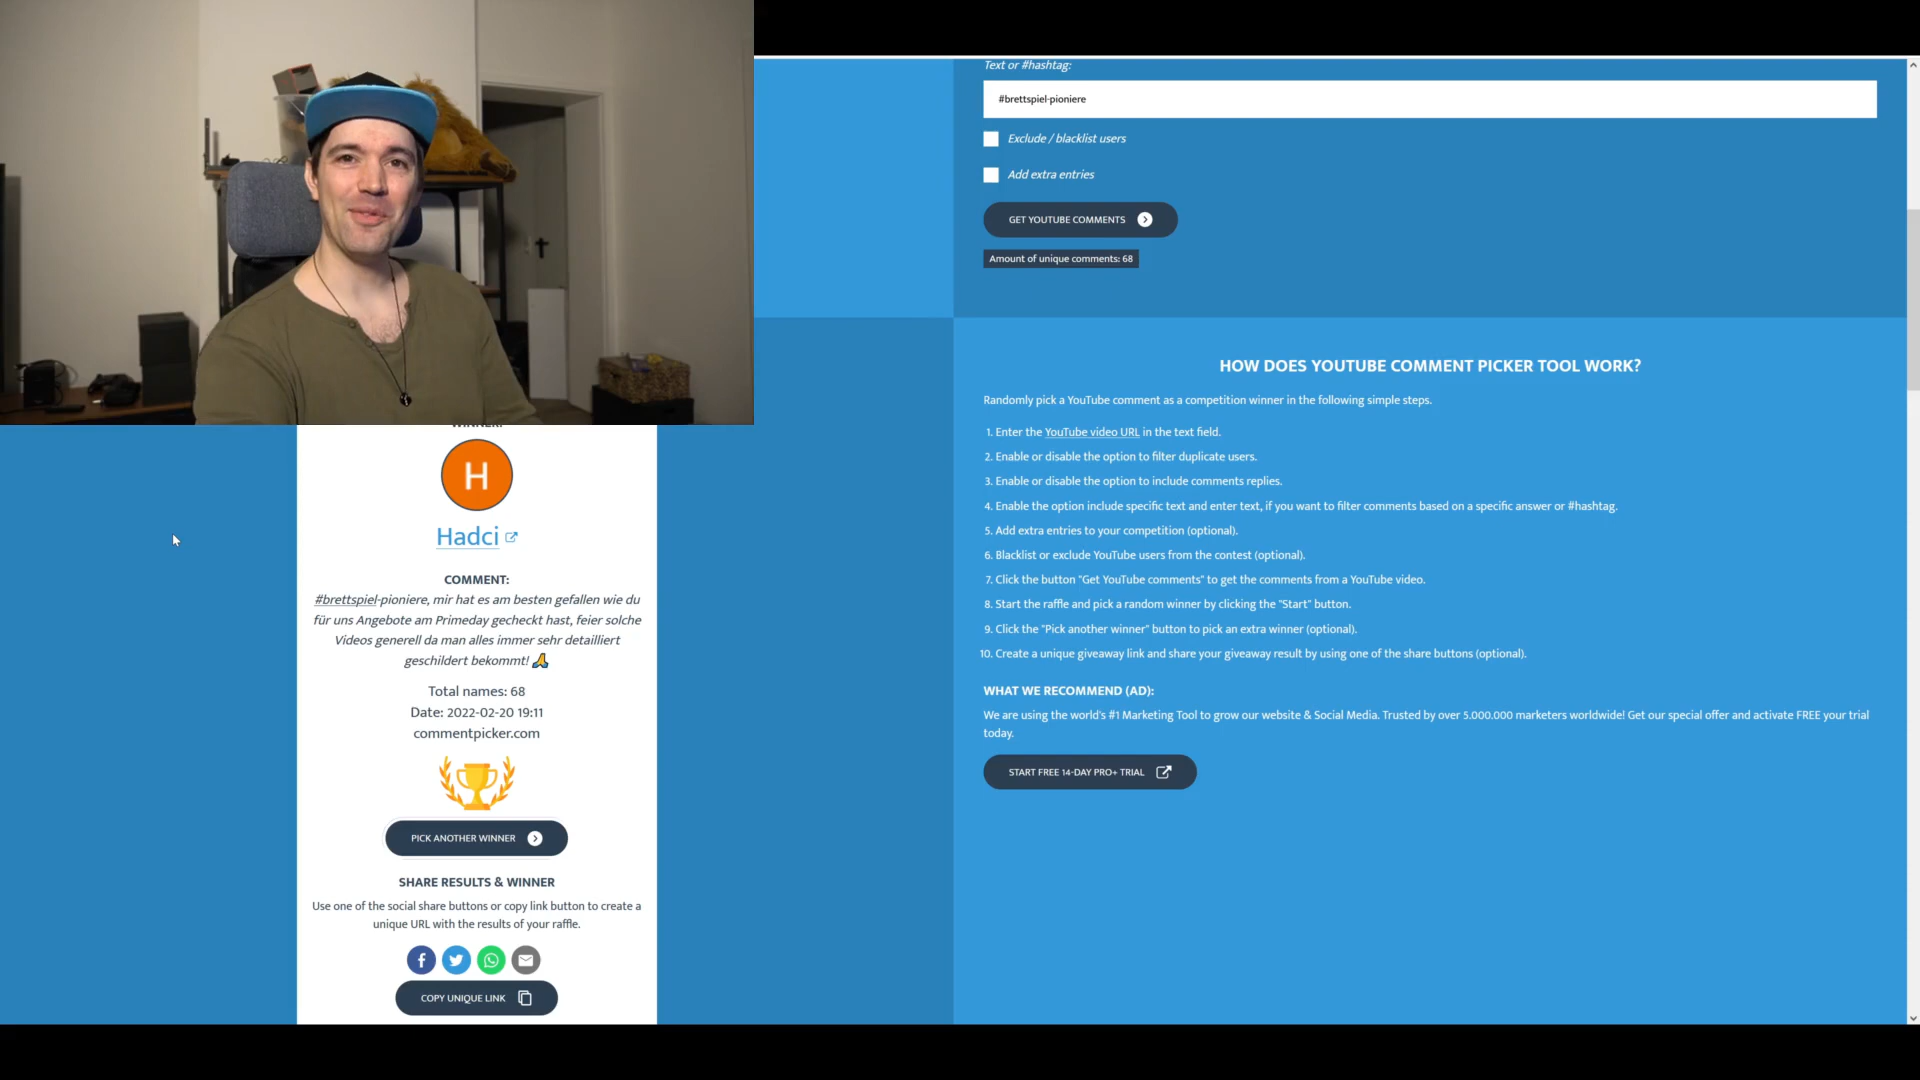 Text or #hashtag:
#brettspiel-pioniere
Exclude / blacklist users
Add extra entries
GET YOUTUBE COMMENTS
Amount of unique comments: 68
WINNER:
H
Hadci
COMMENT:
#brettspiel-pioniere, mir hat es am besten gefallen wie du
für uns Angebote am Primeday gecheckt hast, feier solche
Videos generell da man alles immer sehr detailliert
geschildert bekommt! 🙏
Total names: 68
Date: 2022-02-20 19:11
commentpicker.com
PICK ANOTHER WINNER
SHARE RESULTS & WINNER
Use one of the social share buttons or copy link button to create a
unique URL with the results of your raffle.
COPY UNIQUE LINK
HOW DOES YOUTUBE COMMENT PICKER TOOL WORK?
Randomly pick a YouTube comment as a competition winner in the following simple steps.
1. Enter the YouTube video URL in the text field.
2. Enable or disable the option to filter duplicate users.
3. Enable or disable the option to include comments replies.
4. Enable the option include specific text and enter text, if you want to filter comments based on a specific answer or #hashtag.
5. Add extra entries to your competition (optional).
6. Blacklist or exclude YouTube users from the contest (optional).
7. Click the button "Get YouTube comments" to get the comments from a YouTube video.
8. Start the raffle and pick a random winner by clicking the "Start" button.
9. Click the "Pick another winner" button to pick an extra winner (optional).
10. Create a unique giveaway link and share your giveaway result by using one of the share buttons (optional).
WHAT WE RECOMMEND (AD):
We are using the world's #1 Marketing Tool to grow our website & Social Media. Trusted by over 5.000.000 marketers worldwide! Get our special offer and activate FREE your trial
today.
START FREE 14-DAY PRO+ TRIAL